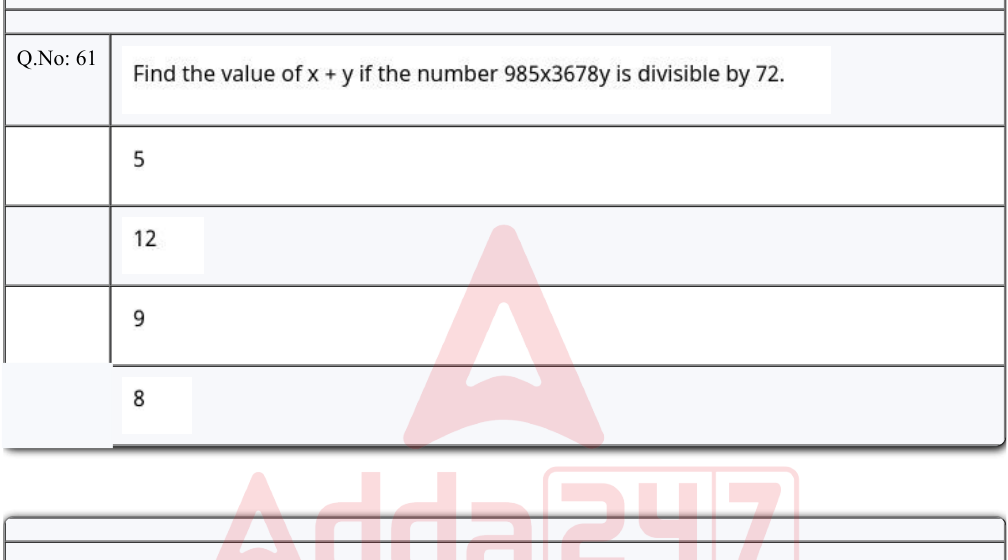 Q.No: 61
Find the value of x + y if the number 985x3678y is divisible by 72.
5
12
9
8
Adda247